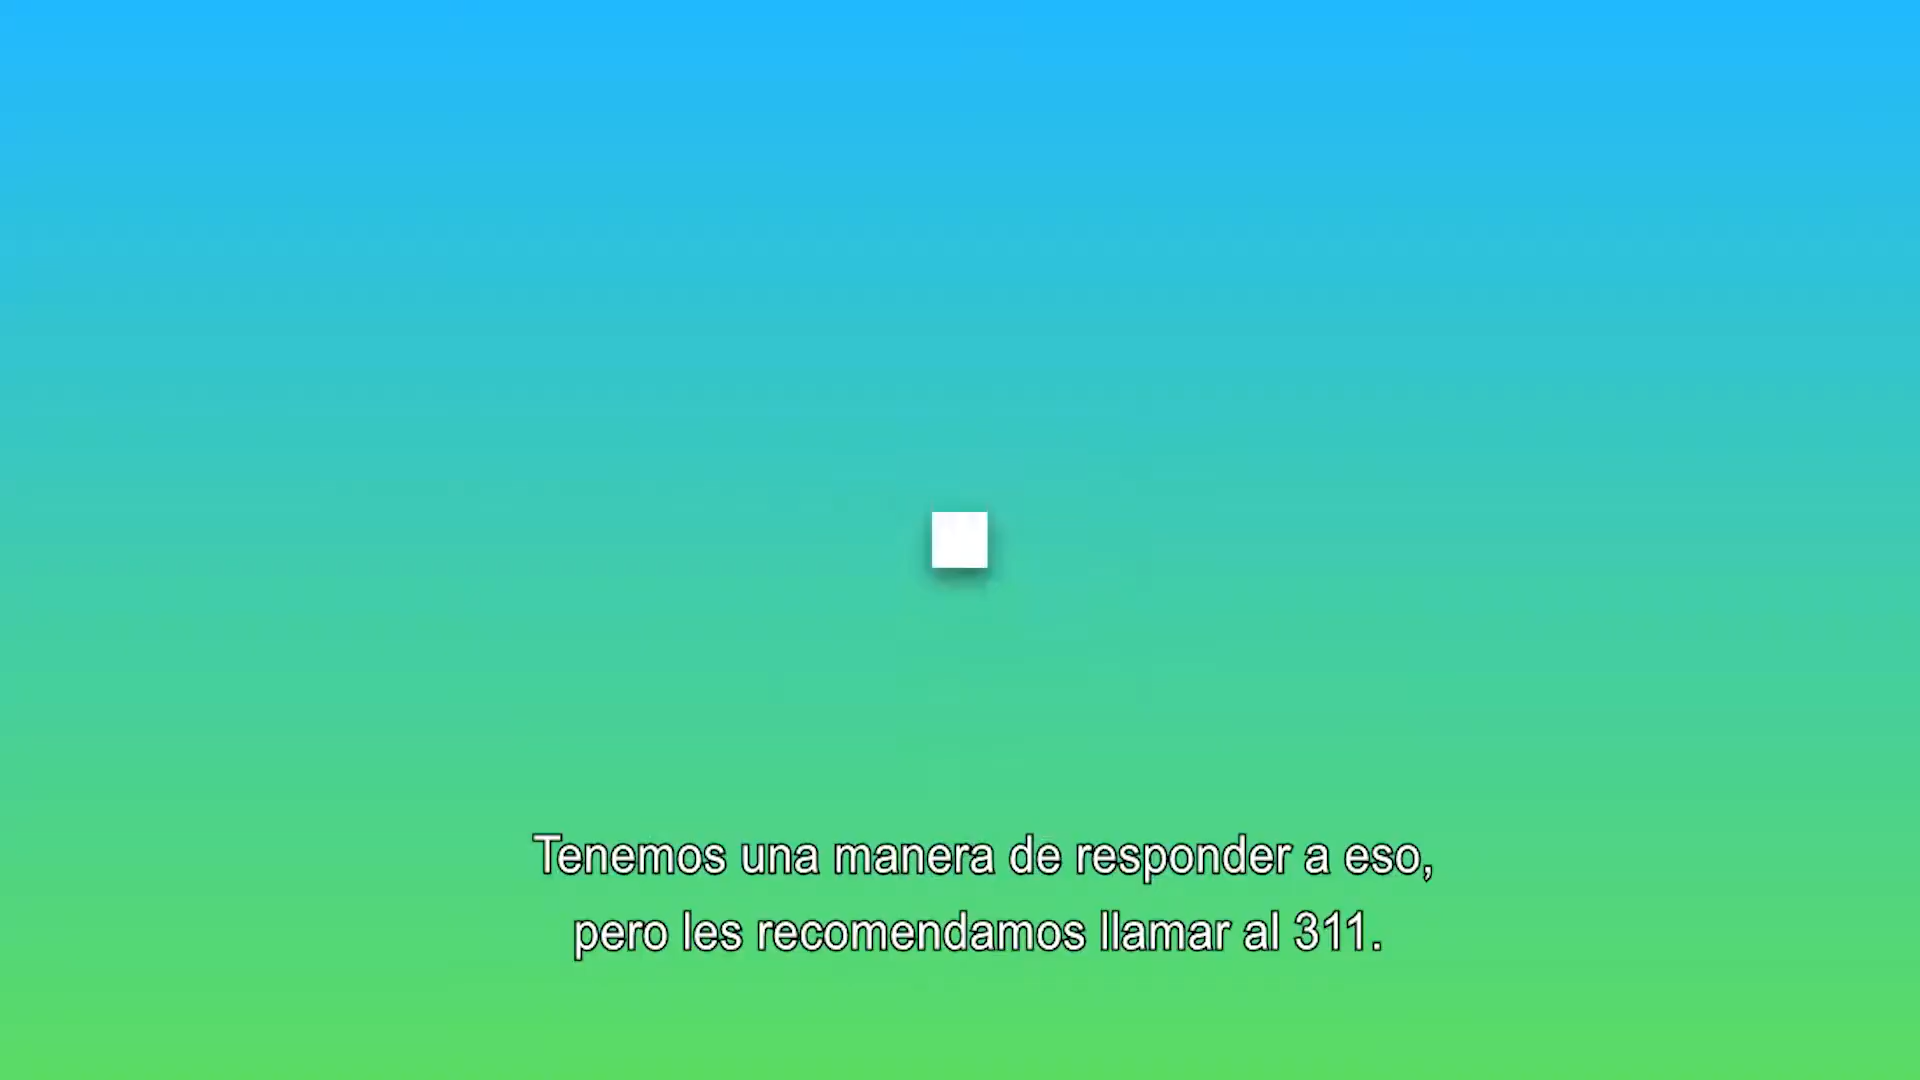 Tenemos una manera de responder a eso,
pero les recomendamos llamar al 311.